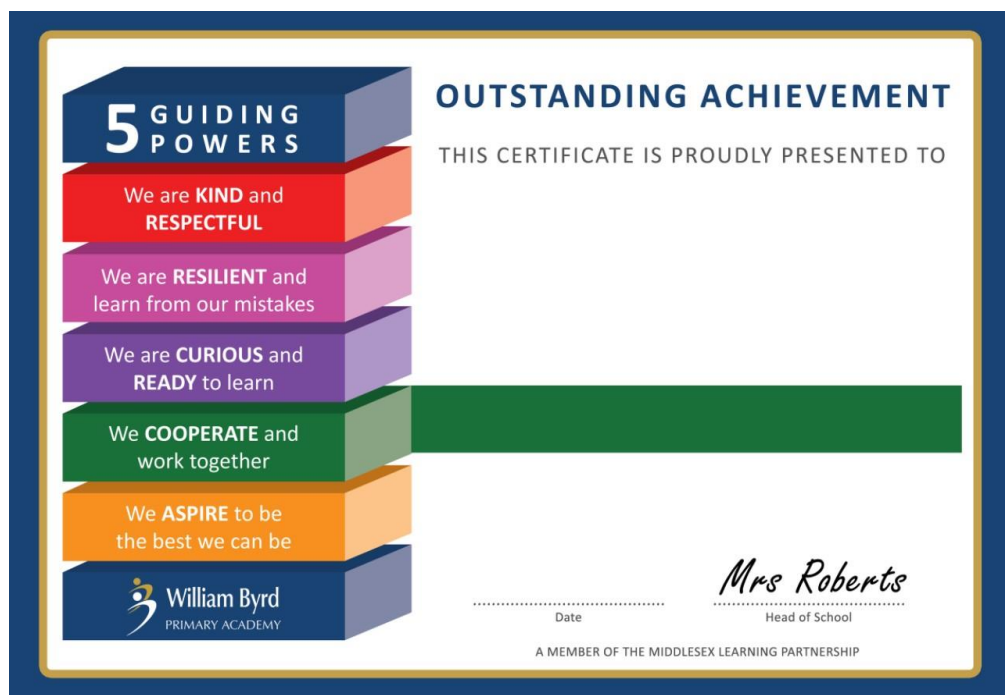 5 GUIDING
POWERS
We are KIND and
RESPECTFUL
We are RESILIENT and
learn from our mistakes
We are CURIOUS and
READY to learn
We COOPERATE and
work together
We ASPIRE to be
the best we can be
William Byrd
PRIMARY ACADEMY
OUTSTANDING ACHIEVEMENT
THIS CERTIFICATE IS PROUDLY PRESENTED TO
Mrs Roberts
Date
Head of School
A MEMBER OF THE MIDDLESEX LEARNING PARTNERSHIP